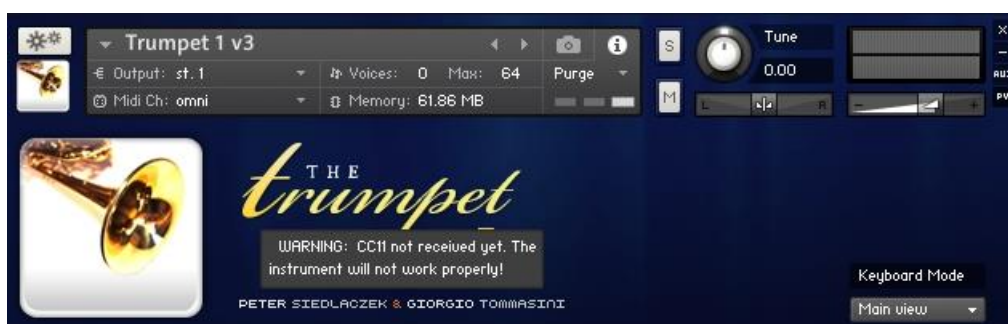 Trumpet 1 v3
S
Tune
Output: st. 1
Voices: 0 Max: 64
Purge
0.00
Midi Ch: omni
Memory: 61.86 MB
M
L
R
AUX
PV
THE
trumpet
WARNING: CC11 not received yet. The
instrument will not work properly!
PETER SIEDLACZEK & GIORGIO TOMMASINI
Keyboard Mode
Main view